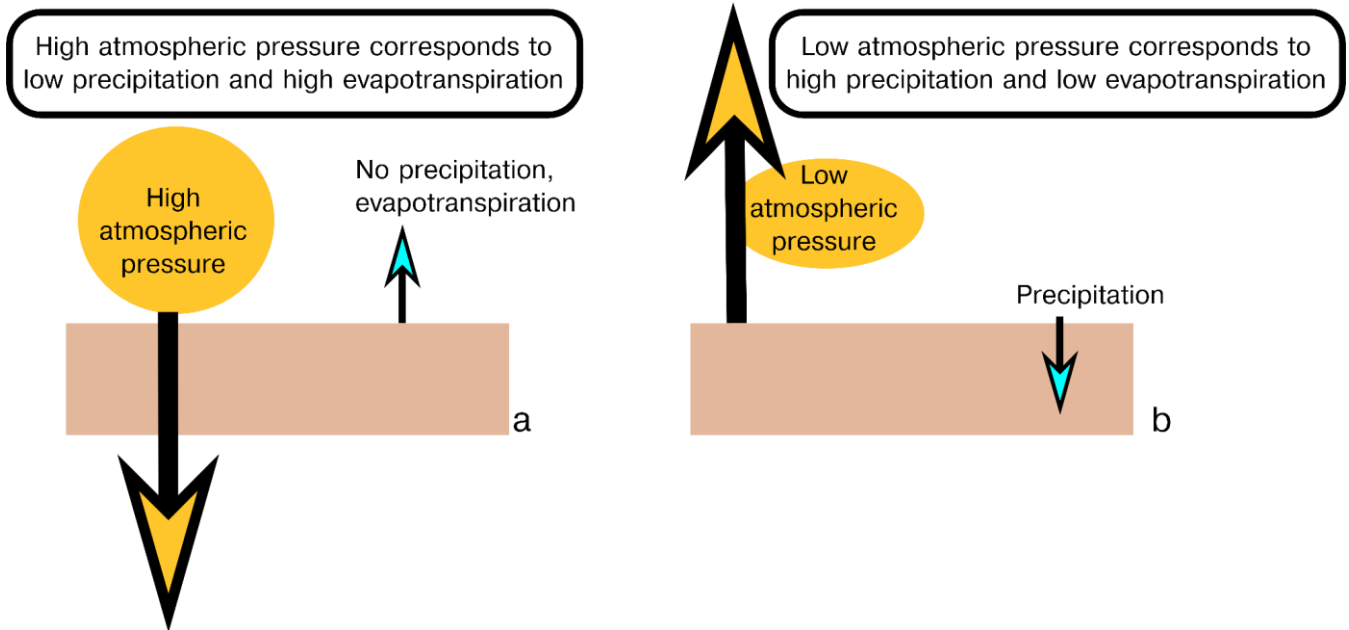 High atmospheric pressure corresponds to
low precipitation and high evapotranspiration
High
atmospheric
pressure
No precipitation,
evapotranspiration
a
Low atmospheric pressure corresponds to
high precipitation and low evapotranspiration
Low
atmospheric
pressure
Precipitation
b